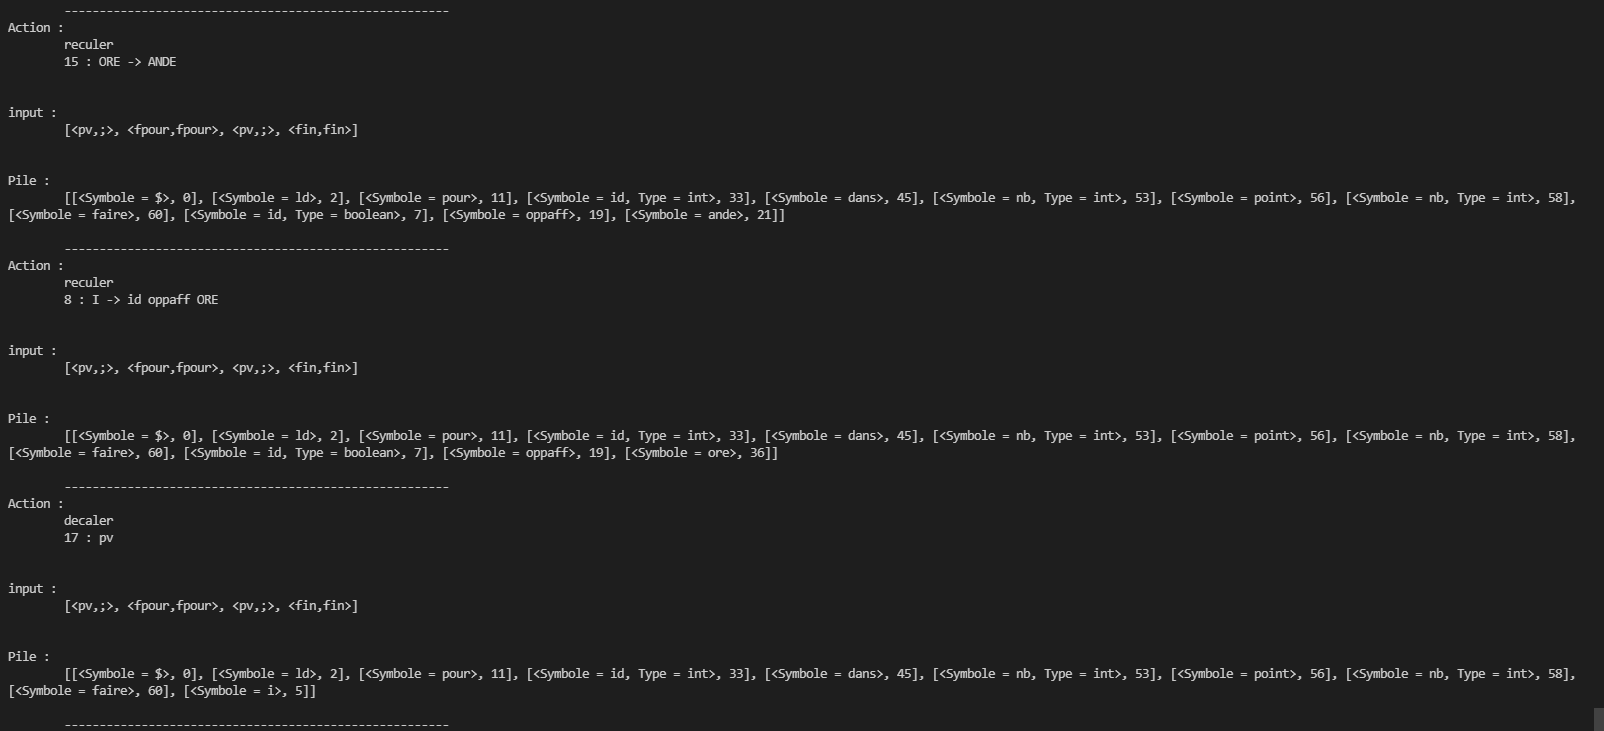 -------------------------------------------------------
Action :
reculer
15 : ORE -> ANDE
input :
[<pv,;>, <fpour,fpour>, <pv,;>, <fin,fin>]
Pile :
[[<Symbole = $>, 0], [<Symbole = ld>, 2], [<Symbole = pour>, 11], [<Symbole = id, Type = int>, 33], [<Symbole = dans>, 45], [<Symbole = nb, Type = int>, 53], [<Symbole = point>, 56], [<Symbole = nb, Type = int>, 58],
[<Symbole = faire>, 60], [<Symbole = id, Type = boolean>, 7], [<Symbole = oppaff>, 19], [<Symbole = ande>, 21]]
-------------------------------------------------------
Action :
reculer
8 : I -> id oppaff ORE
input :
[<pv,;>, <fpour,fpour>, <pv,;>, <fin,fin>]
Pile :
[[<Symbole = $>, 0], [<Symbole = ld>, 2], [<Symbole = pour>, 11], [<Symbole = id, Type = int>, 33], [<Symbole = dans>, 45], [<Symbole = nb, Type = int>, 53], [<Symbole = point>, 56], [<Symbole = nb, Type = int>, 58],
[<Symbole = faire>, 60], [<Symbole = id, Type = boolean>, 7], [<Symbole = oppaff>, 19], [<Symbole = ore>, 36]]
-------------------------------------------------------
Action :
decaler
17 : pv
input :
[<pv,;>, <fpour,fpour>, <pv,;>, <fin,fin>]
Pile :
[[<Symbole = $>, 0], [<Symbole = ld>, 2], [<Symbole = pour>, 11], [<Symbole = id, Type = int>, 33], [<Symbole = dans>, 45], [<Symbole = nb, Type = int>, 53], [<Symbole = point>, 56], [<Symbole = nb, Type = int>, 58],
[<Symbole = faire>, 60], [<Symbole = i>, 5]]
-------------------------------------------------------